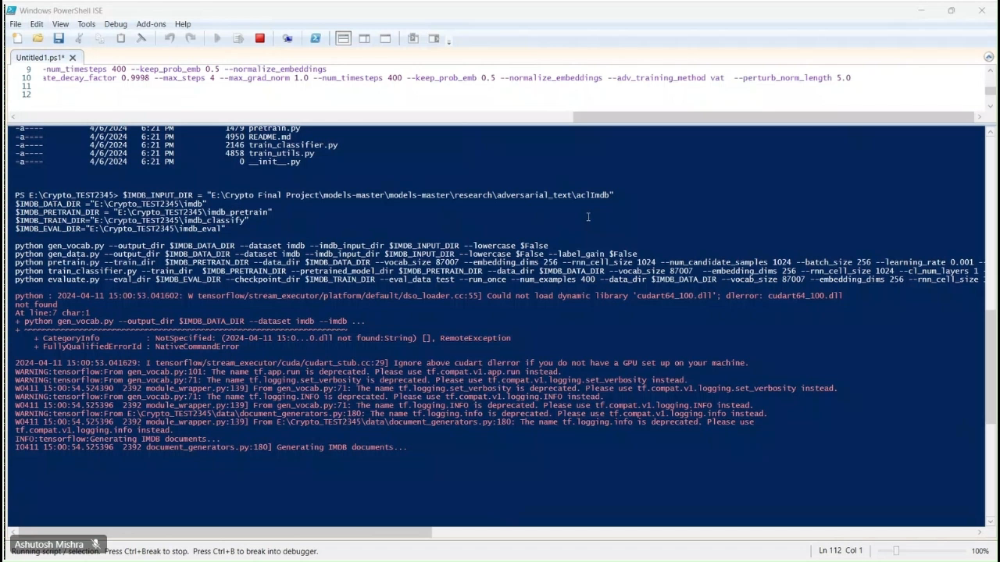 Windows PowerShell ISE
File Edit View Tools Debug Add-ons Help
Untitled1.ps1* X
9 -num_timesteps 400 --keep_prob_emb 0.5 --normalize_embeddings
10 ate_decay_factor 0.9998 --max_steps 4 --max_grad_norm 1.0 --num_timesteps 400 --keep_prob_emb 0.5 --normalize_embeddings --adv_training_method vat --perturb_norm_length 5.0
11
12
-a---- 4/6/2024 6:21 PM 1479 pretrain.py
-a---- 4/6/2024 6:21 PM 4950 README.md
-a---- 4/6/2024 6:21 PM 2146 train_classifier.py
-a---- 4/6/2024 6:21 PM 4858 train_utils.py
-a---- 4/6/2024 6:21 PM 0 __init__.py
PS E:\Crypto_TEST2345> $IMDB_INPUT_DIR = "E:\Crypto Final Project\models-master\models-master\research\adversarial_text\aclImdb"
$IMDB_DATA_DIR ="E:\Crypto_TEST2345\imdb"
$IMDB_PRETRAIN_DIR = "E:\Crypto_TEST2345\imdb_pretrain"
$IMDB_TRAIN_DIR="E:\Crypto_TEST2345\imdb_classify"
$IMDB_EVAL_DIR="E:\Crypto_TEST2345\imdb_eval"
python gen_vocab.py --output_dir $IMDB_DATA_DIR --dataset imdb --imdb_input_dir $IMDB_INPUT_DIR --lowercase $False
python gen_data.py --output_dir $IMDB_DATA_DIR --dataset imdb --imdb_input_dir $IMDB_INPUT_DIR --lowercase $False --label_gain $False
python pretrain.py --train_dir $IMDB_PRETRAIN_DIR --data_dir $IMDB_DATA_DIR --vocab_size 87007 --embedding_dims 256 --rnn_cell_size 1024 --num_candidate_samples 1024 --batch_size 256 --learning_rate 0.001 --
python train_classifier.py --train_dir $IMDB_PRETRAIN_DIR --pretrained_model_dir $IMDB_PRETRAIN_DIR --data_dir $IMDB_DATA_DIR --vocab_size 87007 --embedding_dims 256 --rnn_cell_size 1024 --cl_num_layers 1 -
python evaluate.py --eval_dir $IMDB_EVAL_DIR --checkpoint_dir $IMDB_TRAIN_DIR --eval_data test --run_once --num_examples 400 --data_dir $IMDB_DATA_DIR --vocab_size 87007 --embedding_dims 256 --rnn_cell_size
python : 2024-04-11 15:00:53.041602: W tensorflow/stream_executor/platform/default/dso_loader.cc:55] Could not load dynamic library 'cudart64_100.dll'; dlerror: cudart64_100.dll
not found
At line:7 char:1
+ python gen_vocab.py --output_dir $IMDB_DATA_DIR --dataset imdb --imdb ...
+ ~~~~~~~~~~~~~~~~~~~~~~~~~~~~~~~~~~~~~~~~~~~~~~~~~~~~~~~~~~~~~~~~~~~~~
+ CategoryInfo : NotSpecified: (2024-04-11 15:0...0.dll not found:String) [], RemoteException
+ FullyQualifiedErrorId : NativeCommandError
2024-04-11 15:00:53.041629: I tensorflow/stream_executor/cuda/cudart_stub.cc:29] Ignore above cudart dlerror if you do not have a GPU set up on your machine.
WARNING:tensorflow:From gen_vocab.py:101: The name tf.app.run is deprecated. Please use tf.compat.v1.app.run instead.
WARNING:tensorflow:From gen_vocab.py:71: The name tf.logging.set_verbosity is deprecated. Please use tf.compat.v1.logging.set_verbosity instead.
W0411 15:00:54.524390 2392 module_wrapper.py:139] From gen_vocab.py:71: The name tf.logging.set_verbosity is deprecated. Please use tf.compat.v1.logging.set_verbosity instead.
WARNING:tensorflow:From gen_vocab.py:71: The name tf.logging.INFO is deprecated. Please use tf.compat.v1.logging.INFO instead.
W0411 15:00:54.525396 2392 module_wrapper.py:139] From gen_vocab.py:71: The name tf.logging.INFO is deprecated. Please use tf.compat.v1.logging.INFO instead.
WARNING:tensorflow:From E:\Crypto_TEST2345\data\document_generators.py:180: The name tf.logging.info is deprecated. Please use tf.compat.v1.logging.info instead.
W0411 15:00:54.525396 2392 module_wrapper.py:139] From E:\Crypto_TEST2345\data\document_generators.py:180: The name tf.logging.info is deprecated. Please use
tf.compat.v1.logging.info instead.
INFO:tensorflow:Generating IMDB documents...
I0411 15:00:54.525396 2392 document_generators.py:180] Generating IMDB documents...
Ashutosh Mishra
Running script / selection. Press Ctrl+Break to stop. Press Ctrl+B to break into debugger. Ln 112 Col 1 100%